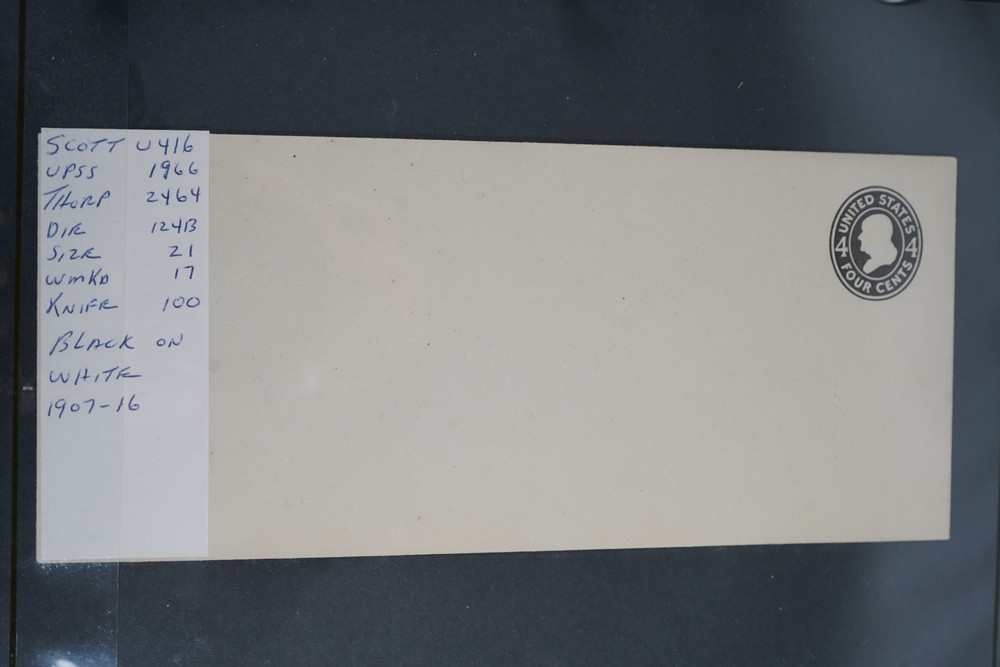 SCOTT U416
UPSS 1966
THORP 2464
DIE 124B
SIZE 21
WMKD 17
KNIFE 100
BLACK ON
WHITE
1907-16
UNITED STATES
4 4
FOUR CENTS